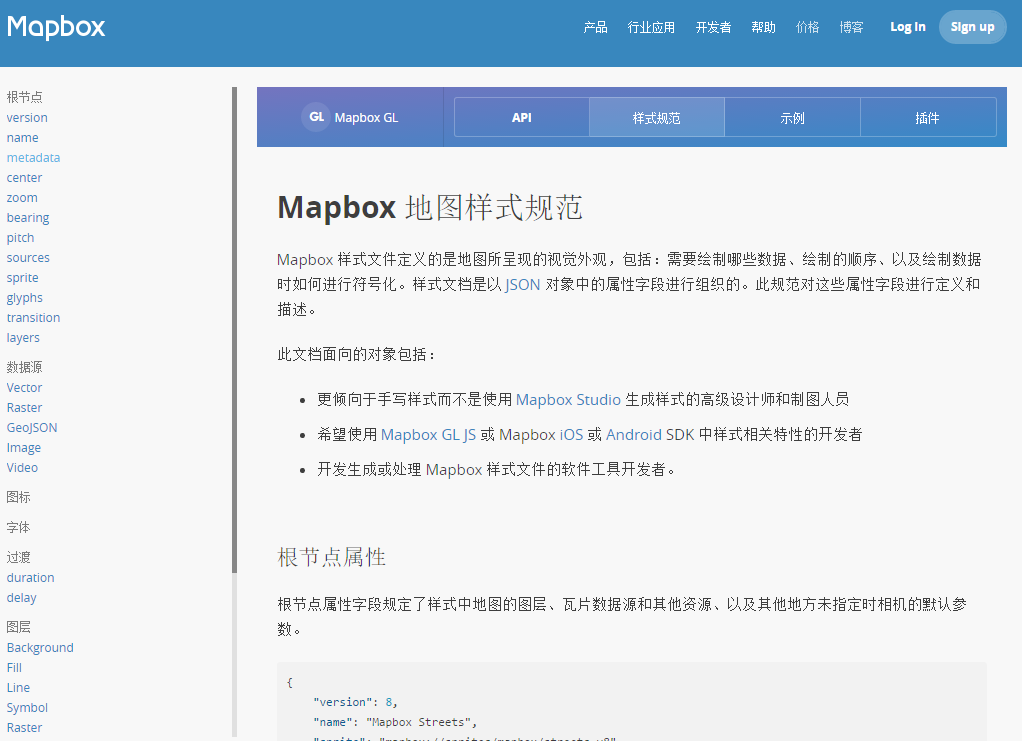 Mapbox
产品 行业应用 开发者 帮助 价格 博客 Log in Sign up
根节点
version
name
metadata
center
zoom
bearing
pitch
sources
sprite
glyphs
transition
layers
数据源
Vector
Raster
GeoJSON
Image
Video
图标
字体
过渡
duration
delay
图层
Background
Fill
Line
Symbol
Raster
GL Mapbox GL API 样式规范 示例 插件
Mapbox 地图样式规范
Mapbox 样式文件定义的是地图所呈现的视觉外观，包括：需要绘制哪些数据、绘制的顺序、以及绘制数据
时如何进行符号化。样式文档是以 JSON 对象中的属性字段进行组织的。此规范对这些属性字段进行定义和
描述。
此文档面向的对象包括：
• 更倾向于手写样式而不是使用 Mapbox Studio 生成样式的高级设计师和制图人员
• 希望使用 Mapbox GL JS 或 Mapbox iOS 或 Android SDK 中样式相关特性的开发者
• 开发生成或处理 Mapbox 样式文件的软件工具开发者。
根节点属性
根节点属性字段规定了样式中地图的图层、瓦片数据源和其他资源、以及其他地方未指定时相机的默认参
数。
{
"version": 8,
"name": "Mapbox Streets",